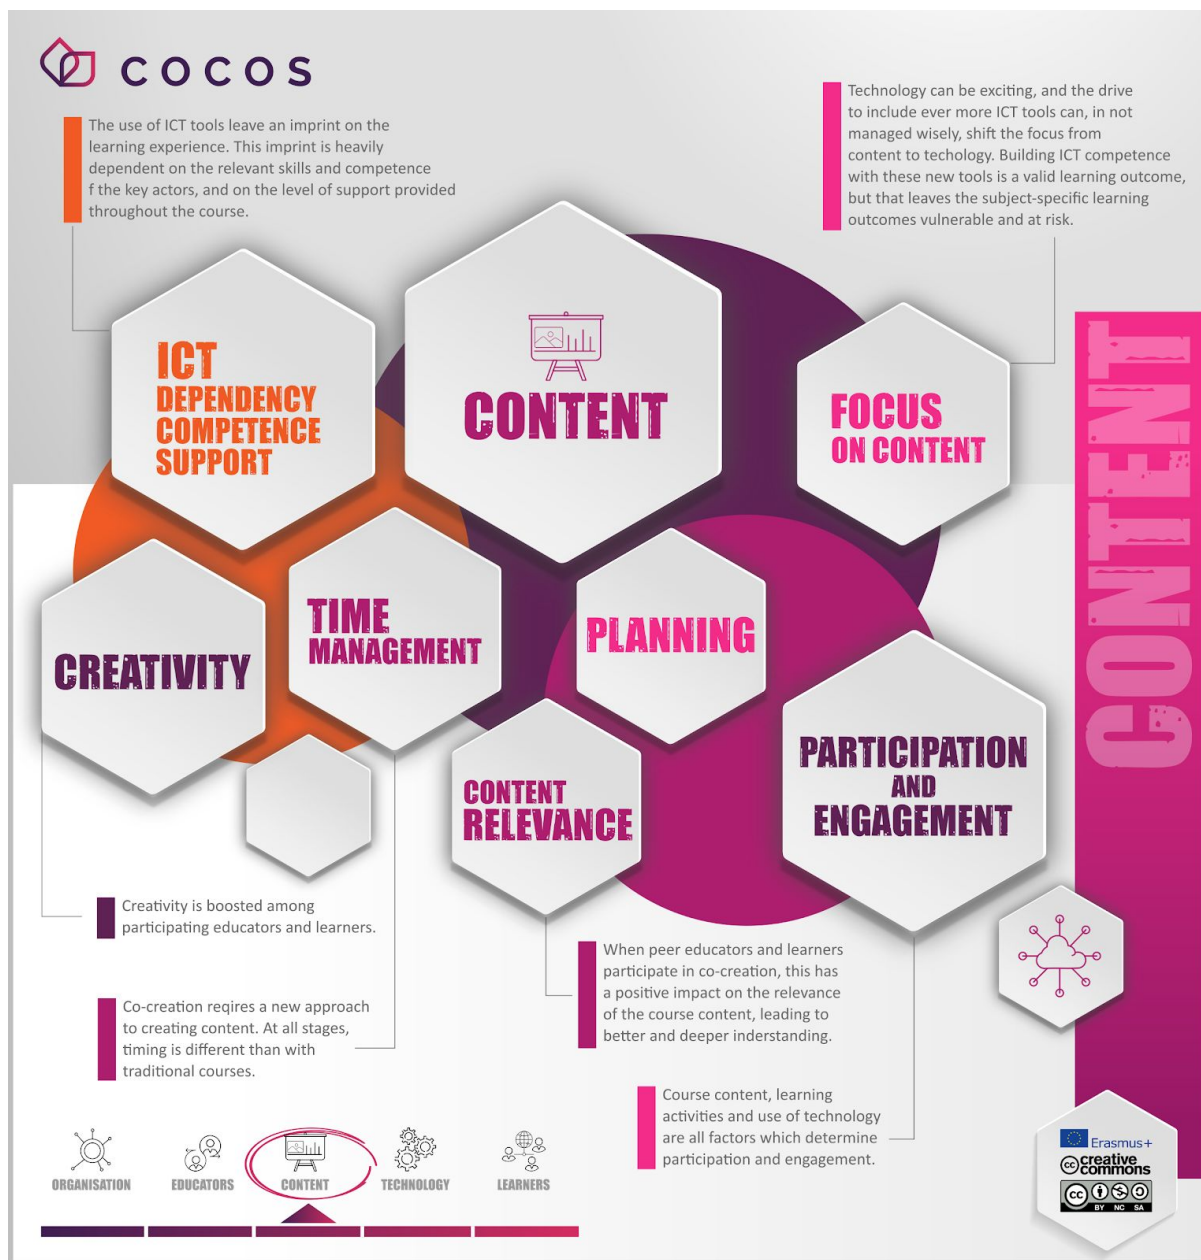 COCOS
The use of ICT tools leave an imprint on the
learning experience. This imprint is heavily
dependent on the relevant skills and competence
f the key actors, and on the level of support provided
throughout the course.
Technology can be exciting, and the drive
to include ever more ICT tools can, in not
managed wisely, shift the focus from
content to techology. Building ICT competence
with these new tools is a valid learning outcome,
but that leaves the subject-specific learning
outcomes vulnerable and at risk.
ICT
DEPENDENCY
COMPETENCE
SUPPORT
CONTENT
FOCUS
ON CONTENT
CONTENT
CREATIVITY
TIME
MANAGEMENT
PLANNING
CONTENT
RELEVANCE
PARTICIPATION
AND
ENGAGEMENT
Creativity is boosted among
participating educators and learners.
Co-creation reqires a new approach
to creating content. At all stages,
timing is different than with
traditional courses.
When peer educators and learners
participate in co-creation, this has
a positive impact on the relevance
of the course content, leading to
better and deeper inderstanding.
Course content, learning
activities and use of technology
are all factors which determine
participation and engagement.
ORGANISATION
EDUCATORS
CONTENT
TECHNOLOGY
LEARNERS
Erasmus+
cc creative
commons
cc
BY NC SA